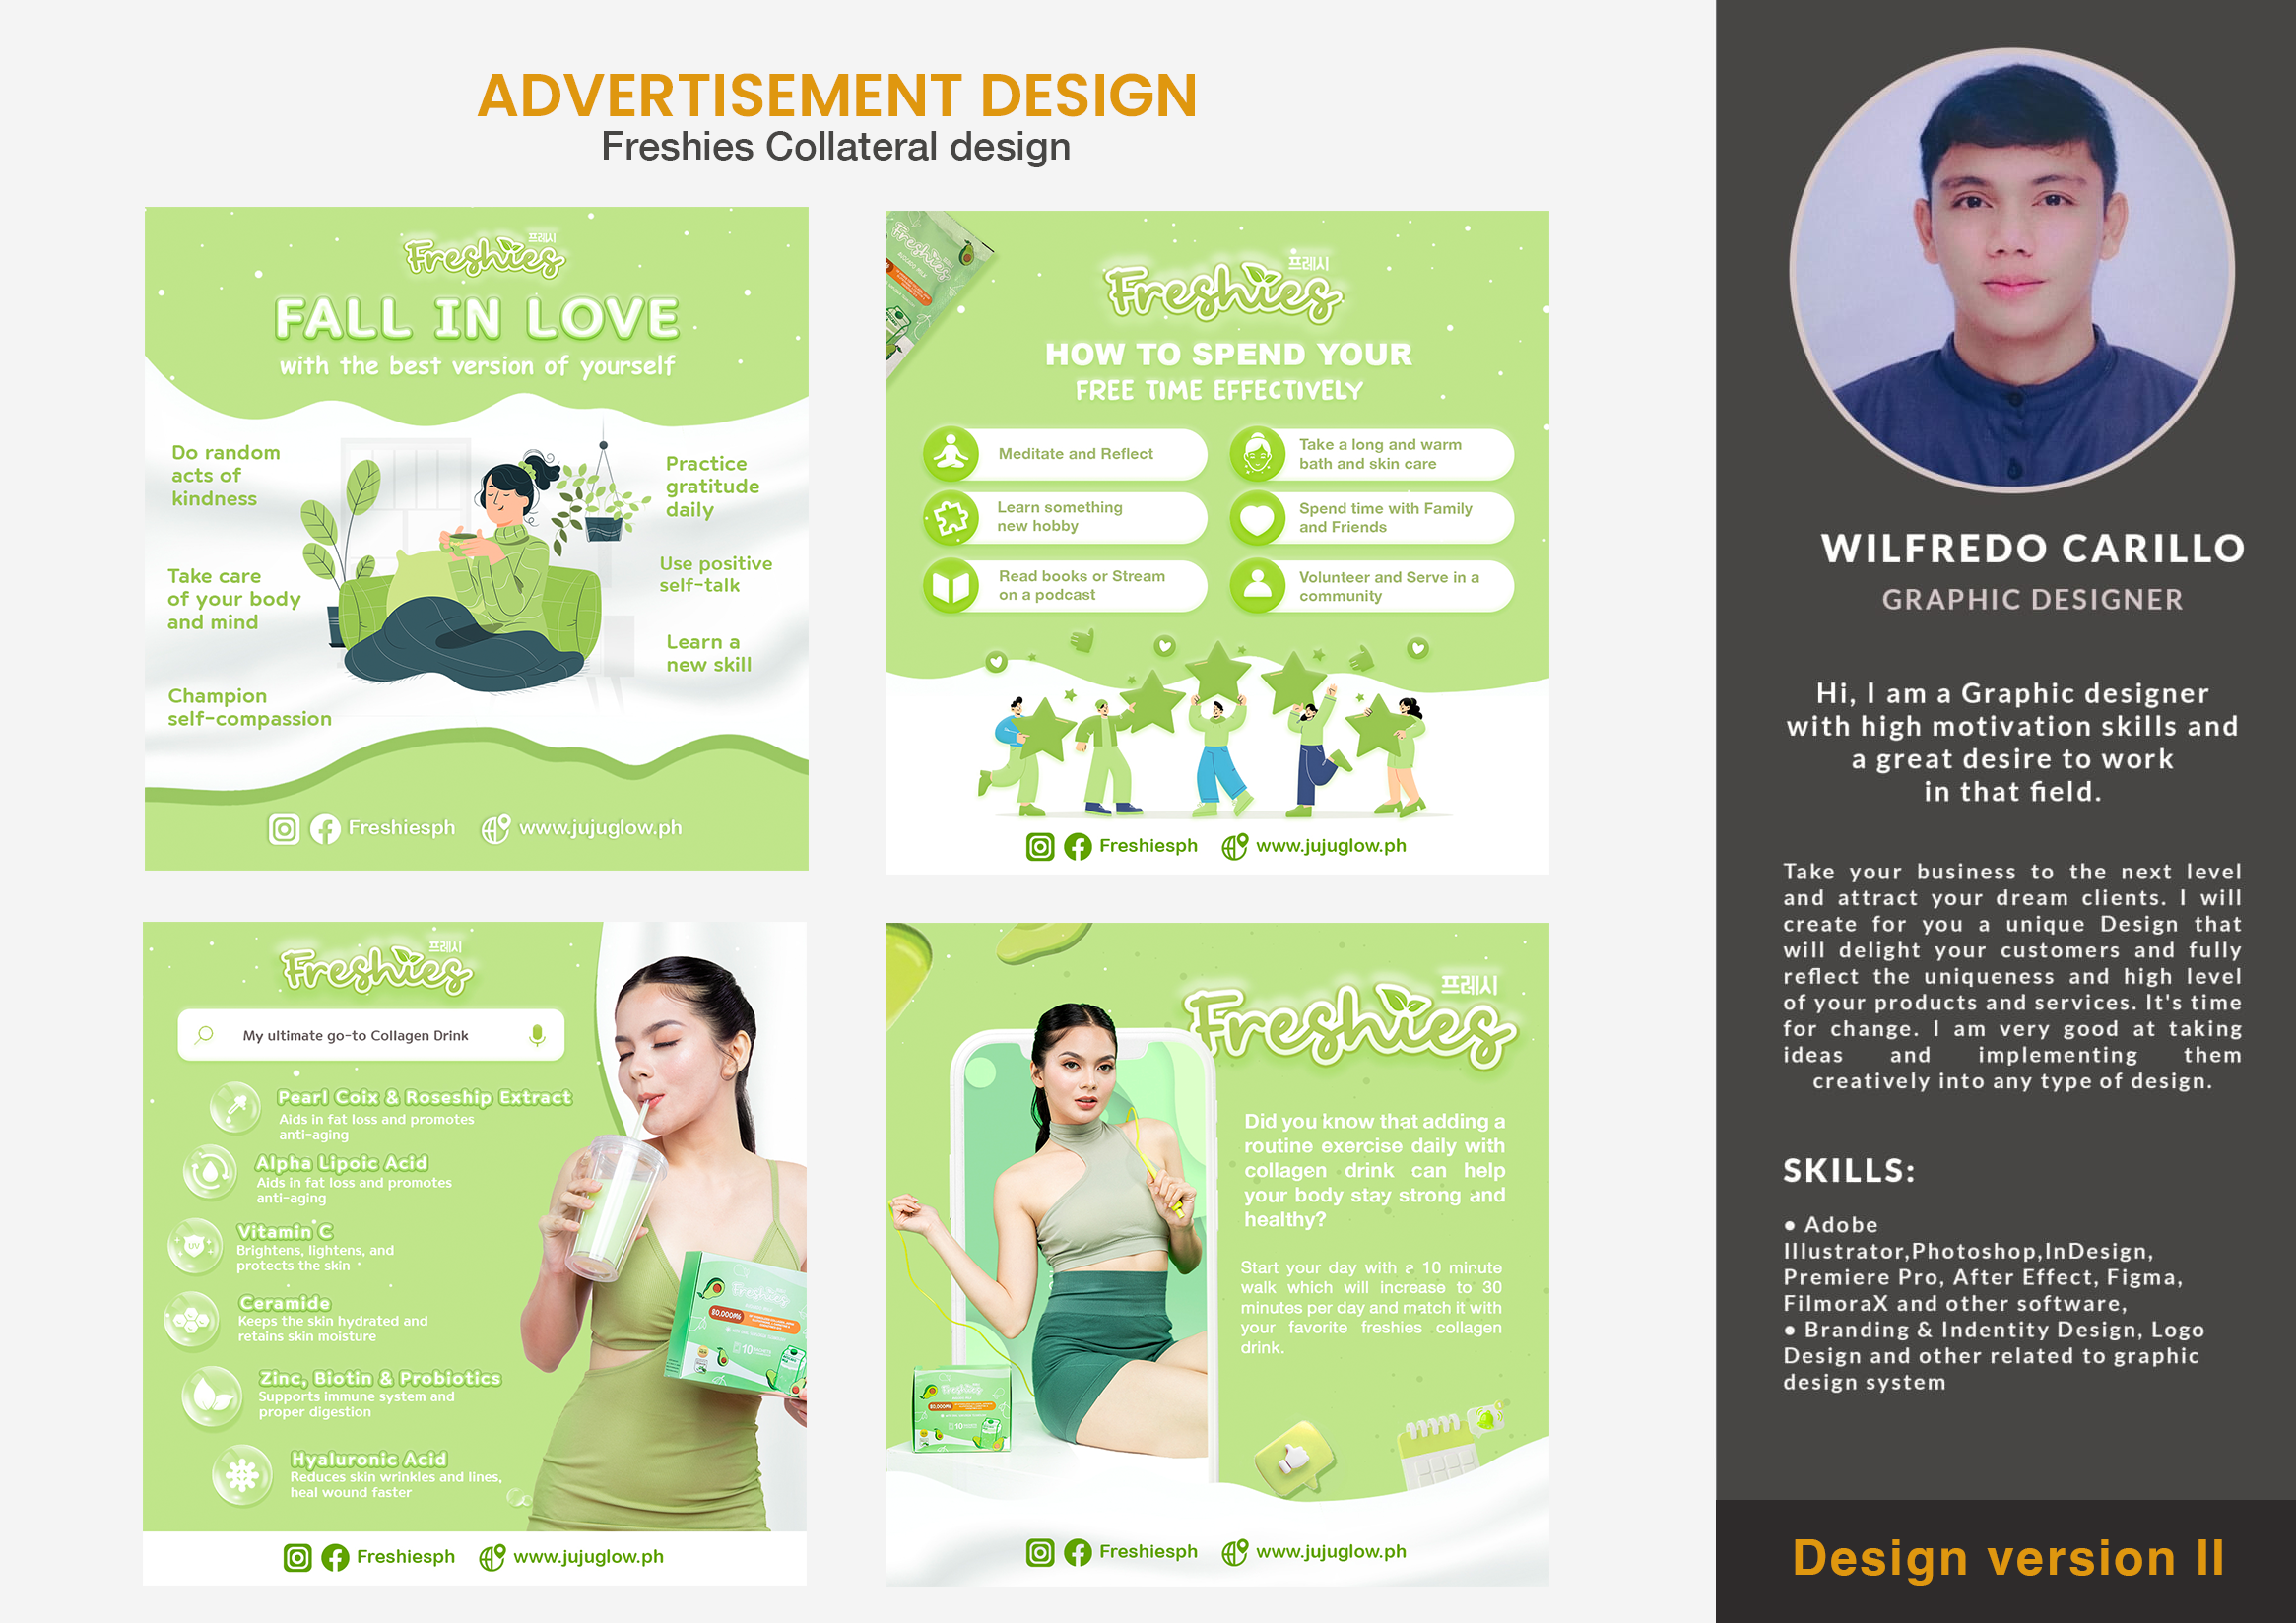 ADVERTISEMENT DESIGN
Freshies Collateral design
프레시
Freshies
FALL IN LOVE
with the best version of yourself
Do random
acts of
kindness
Take care
of your body
and mind
Champion
self-compassion
Practice
gratitude
daily
Use positive
self-talk
Learn a
new skill
Freshiesph www.jujuglow.ph
Freshies
프레시
Freshies
HOW TO SPEND YOUR
FREE TIME EFFECTIVELY
Meditate and Reflect
Take a long and warm
bath and skin care
Learn something
new hobby
Spend time with Family
and Friends
Read books or Stream
on a podcast
Volunteer and Serve in a
community
Freshiesph www.jujuglow.ph
프레시
Freshies
My ultimate go-to Collagen Drink
Pearl Coix & Roseship Extract
Aids in fat loss and promotes
anti-aging
Alpha Lipoic Acid
Aids in fat loss and promotes
anti-aging
Vitamin C
UV
Brightens, lightens, and
protects the skin
Ceramide
Keeps the skin hydrated and
retains skin moisture
Zinc, Biotin & Probiotics
Supports immune system and
proper digestion
Hyaluronic Acid
Reduces skin wrinkles and lines,
heal wound faster
Freshies
80,000MG
10
Freshiesph www.jujuglow.ph
프레시
Freshies
Did you know that adding a
routine exercise daily with
collagen drink can help
your body stay strong and
healthy?
Start your day with a 10 minute
walk which will increase to 30
minutes per day and match it with
your favorite freshies collagen
drink.
Freshies
80,000MG
10
Freshiesph www.jujuglow.ph
WILFREDO CARILLO
GRAPHIC DESIGNER
Hi, I am a Graphic designer
with high motivation skills and
a great desire to work
in that field.
Take your business to the next level
and attract your dream clients. I will
create for you a unique Design that
will delight your customers and fully
reflect the uniqueness and high level
of your products and services. It's time
for change. I am very good at taking
ideas and implementing them
creatively into any type of design.
SKILLS:
● Adobe
Illustrator,Photoshop,InDesign,
Premiere Pro, After Effect, Figma,
FilmoraX and other software,
● Branding & Indentity Design, Logo
Design and other related to graphic
design system
Design version II